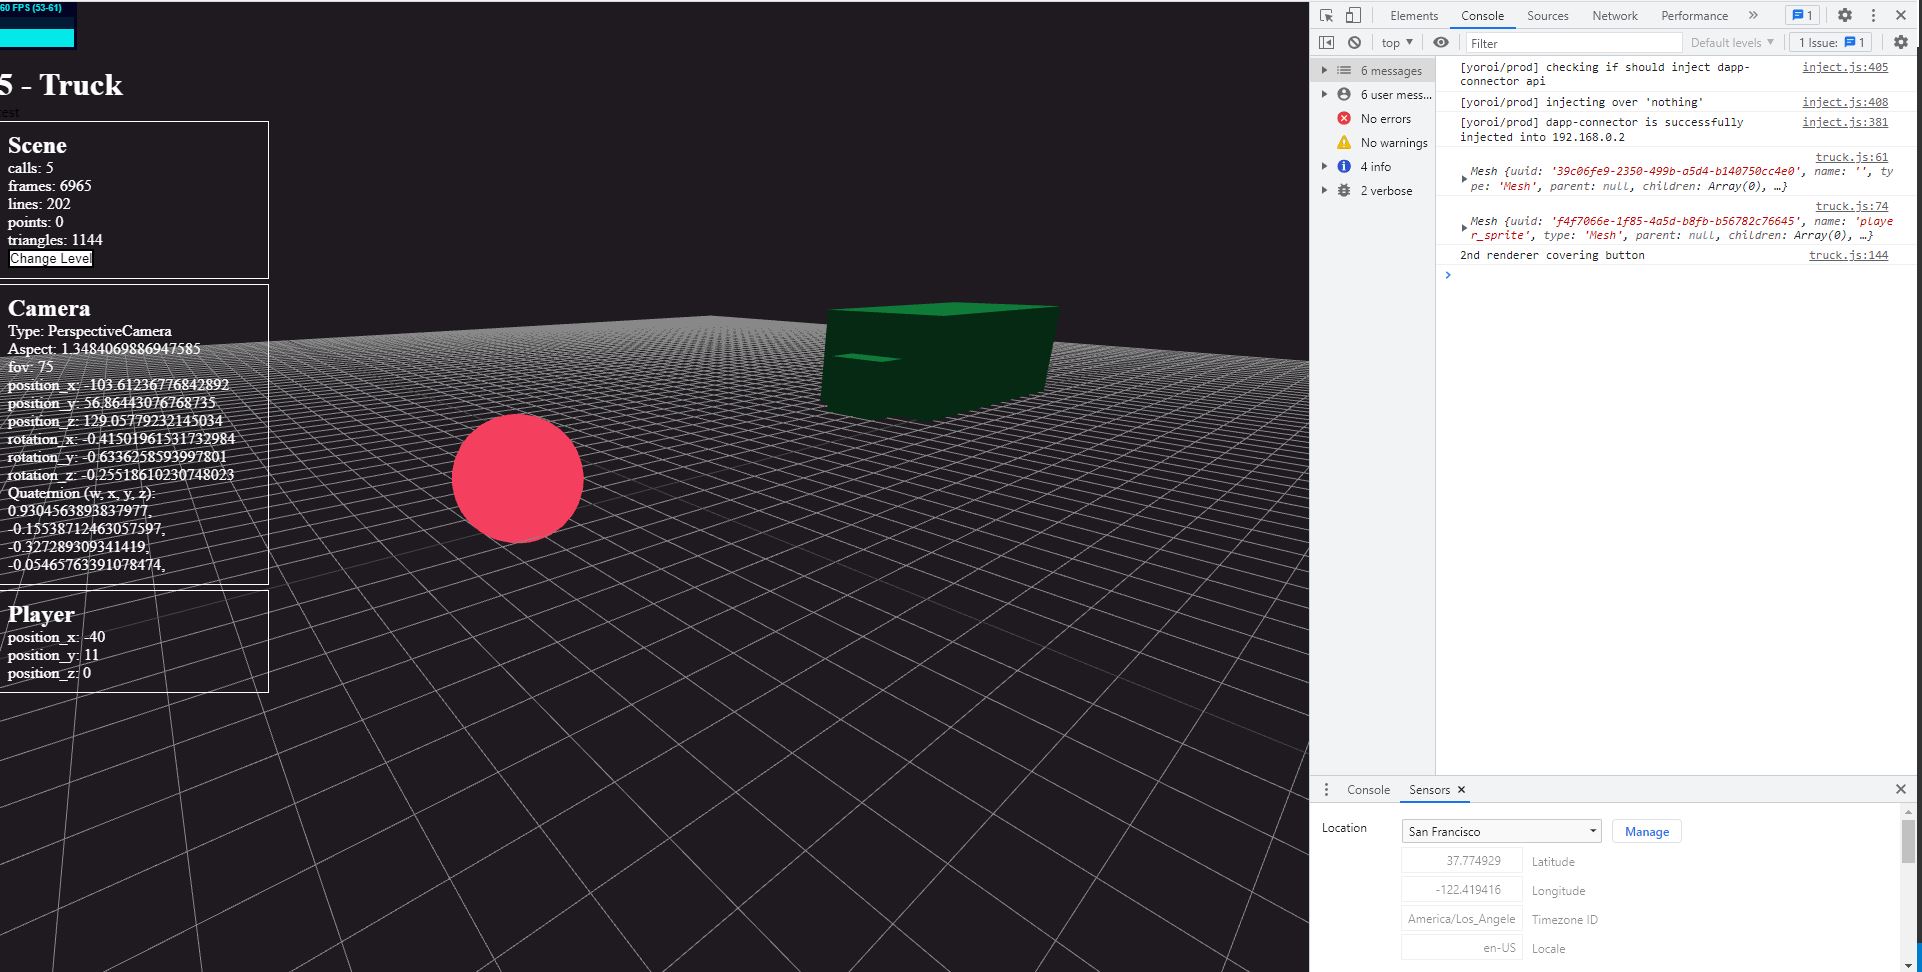 60 FPS (53-61)
5 - Truck
test
Scene
calls: 5
frames: 6965
lines: 202
points: 0
triangles: 1144
Change Level
Camera
Type: PerspectiveCamera
Aspect: 1.3484069886947585
fov: 75
position_x: -103.61236776842892
position_y: 56.86443076768735
position_z: 129.05779232145034
rotation_x: -0.41501961531732984
rotation_y: -0.6336258593997801
rotation_z: -0.25518610230748023
Quaternion (w, x, y, z):
0.9304563893837977,
-0.15538712463057597,
-0.327289309341419,
-0.05465763391078474,
Player
position_x: -40
position_y: 11
position_z: 0
Elements Console Sources Network Performance » 1
top Filter Default levels 1 Issue: 1
6 messages
6 user mess...
No errors
No warnings
4 info
2 verbose
[yoroi/prod] checking if should inject dapp- inject.js:405
connector api
[yoroi/prod] injecting over 'nothing' inject.js:408
[yoroi/prod] dapp-connector is successfully inject.js:381
injected into 192.168.0.2
truck.js:61
Mesh {uuid: '39c06fe9-2350-499b-a5d4-b140750cc4e0', name: '', ty
pe: 'Mesh', parent: null, children: Array(0), …}
truck.js:74
Mesh {uuid: 'f4f7066e-1f85-4a5d-b8fb-b56782c76645', name: 'playe
r_sprite', type: 'Mesh', parent: null, children: Array(0), …}
2nd renderer covering button truck.js:144
Console Sensors
Location San Francisco Manage
37.774929 Latitude
-122.419416 Longitude
America/Los_Angele Timezone ID
en-US Locale